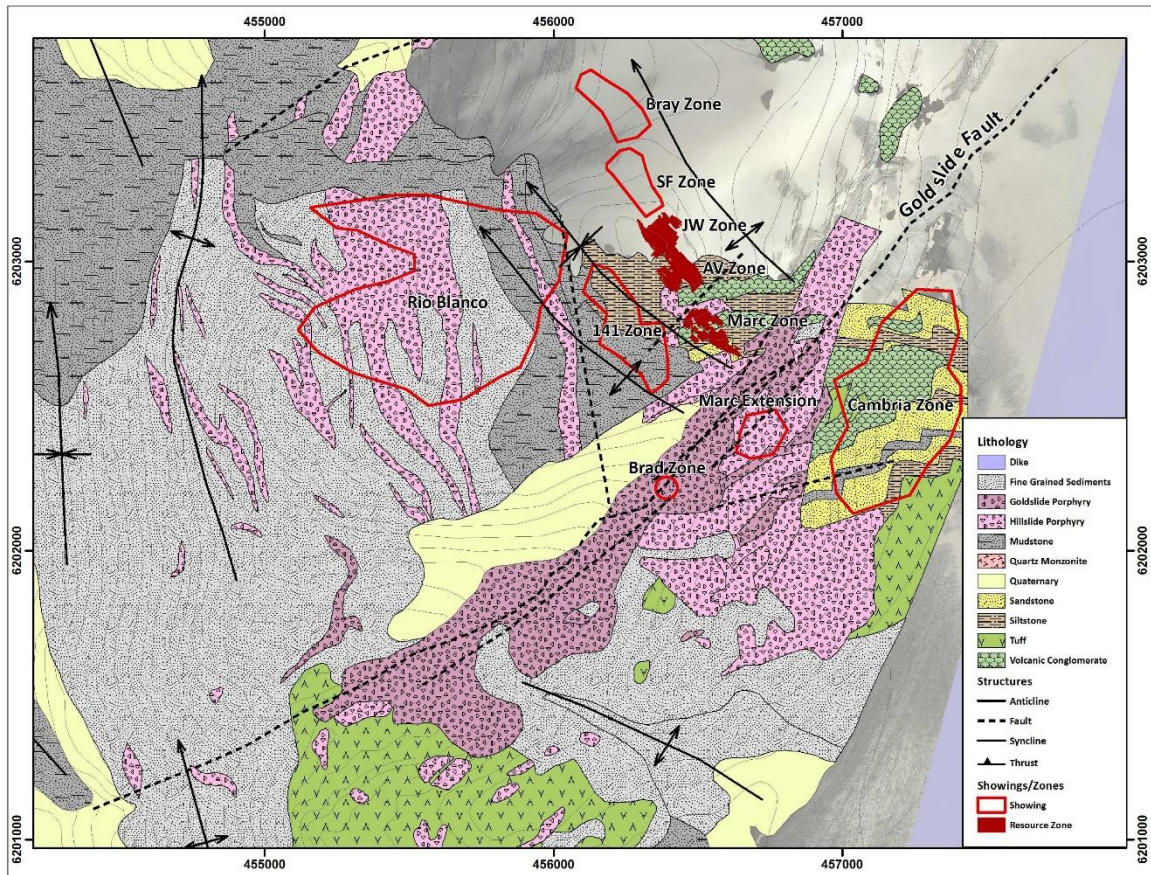 455000
456000
457000
Goldslide Fault
Bray Zone
SF Zone
JW Zone
6203000
6203000
AV Zone
Rio Blanco
141 Zone
Marc Zone
Marc Extension
Cambria Zone
Brad Zone
6202000
6202000
Lithology
Dike
Fine Grained Sediments
Goldslide Porphyry
Hillslide Porphyry
Mudstone
Quartz Monzonite
Quaternary
Sandstone
Siltstone
Tuff
Volcanic Conglomerate
Structures
Anticline
Fault
Syncline
Thrust
Showings/Zones
Showing
Resource Zone
6201000
6201000
455000
456000
457000